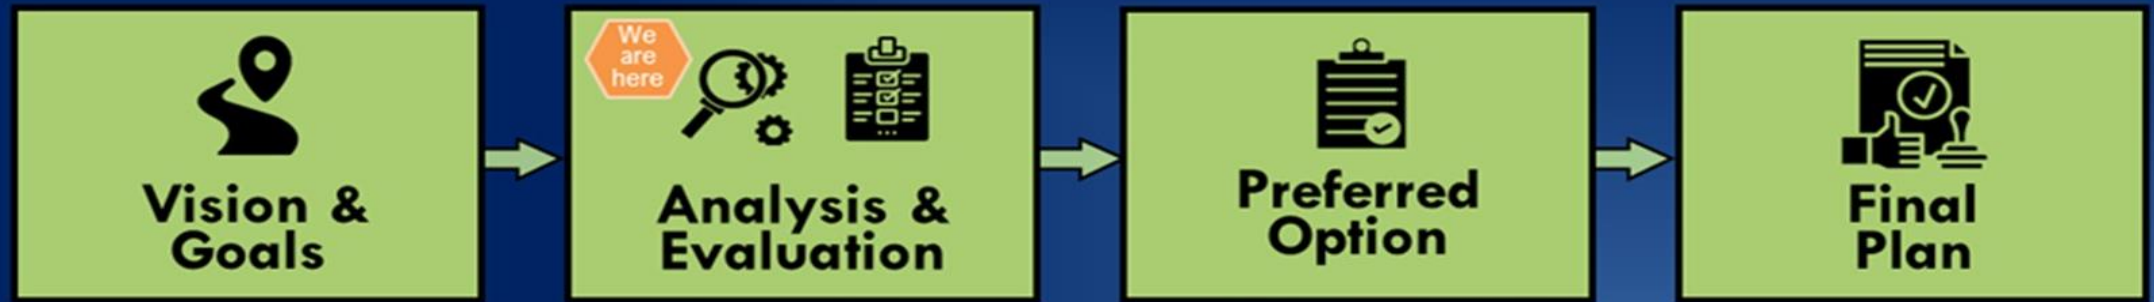 Vision &
Goals
We
are
here
Analysis &
Evaluation
Preferred
Option
Final
Plan